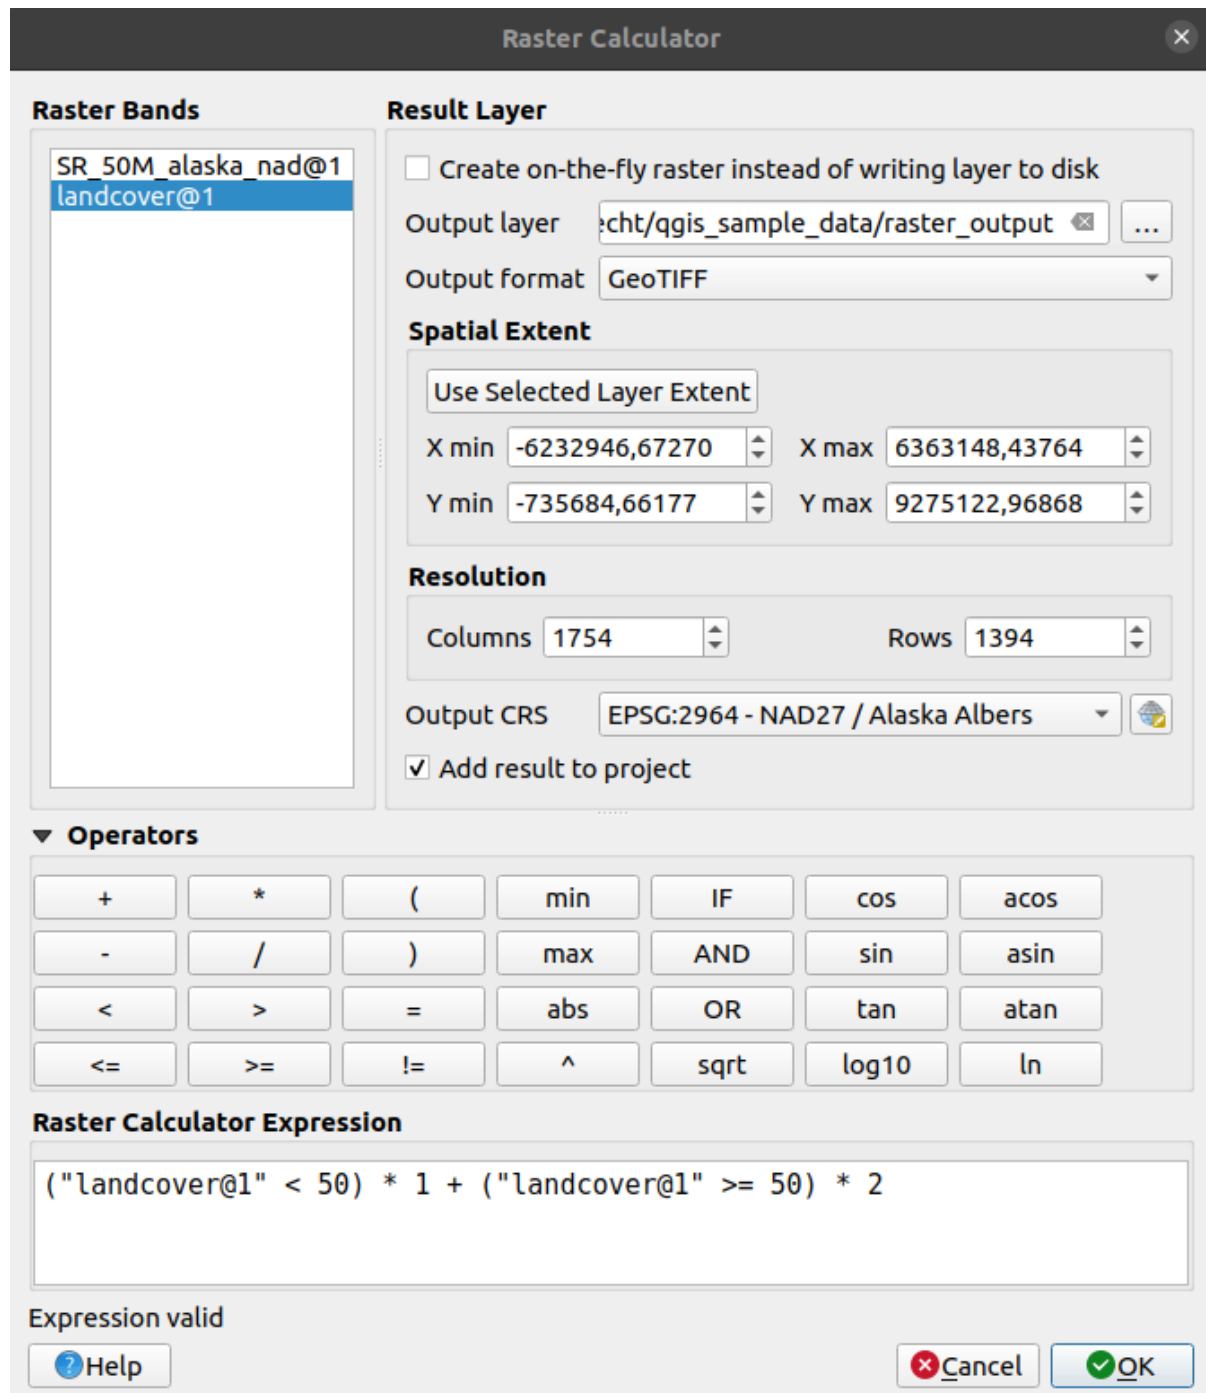 Raster Calculator
Raster Bands
SR_50M_alaska_nad@1
landcover@1
Result Layer
Create on-the-fly raster instead of writing layer to disk
Output layer echt/qgis_sample_data/raster_output ...
Output format GeoTIFF
Spatial Extent
Use Selected Layer Extent
X min -6232946,67270 X max 6363148,43764
Y min -735684,66177 Y max 9275122,96868
Resolution
Columns 1754 Rows 1394
Output CRS EPSG:2964 - NAD27 / Alaska Albers
Add result to project
Operators
+ * ( min IF cos acos
- / ) max AND sin asin
< > = abs OR tan atan
<= >= != ^ sqrt log10 ln
Raster Calculator Expression
("landcover@1" < 50) * 1 + ("landcover@1" >= 50) * 2
Expression valid
Help Cancel OK